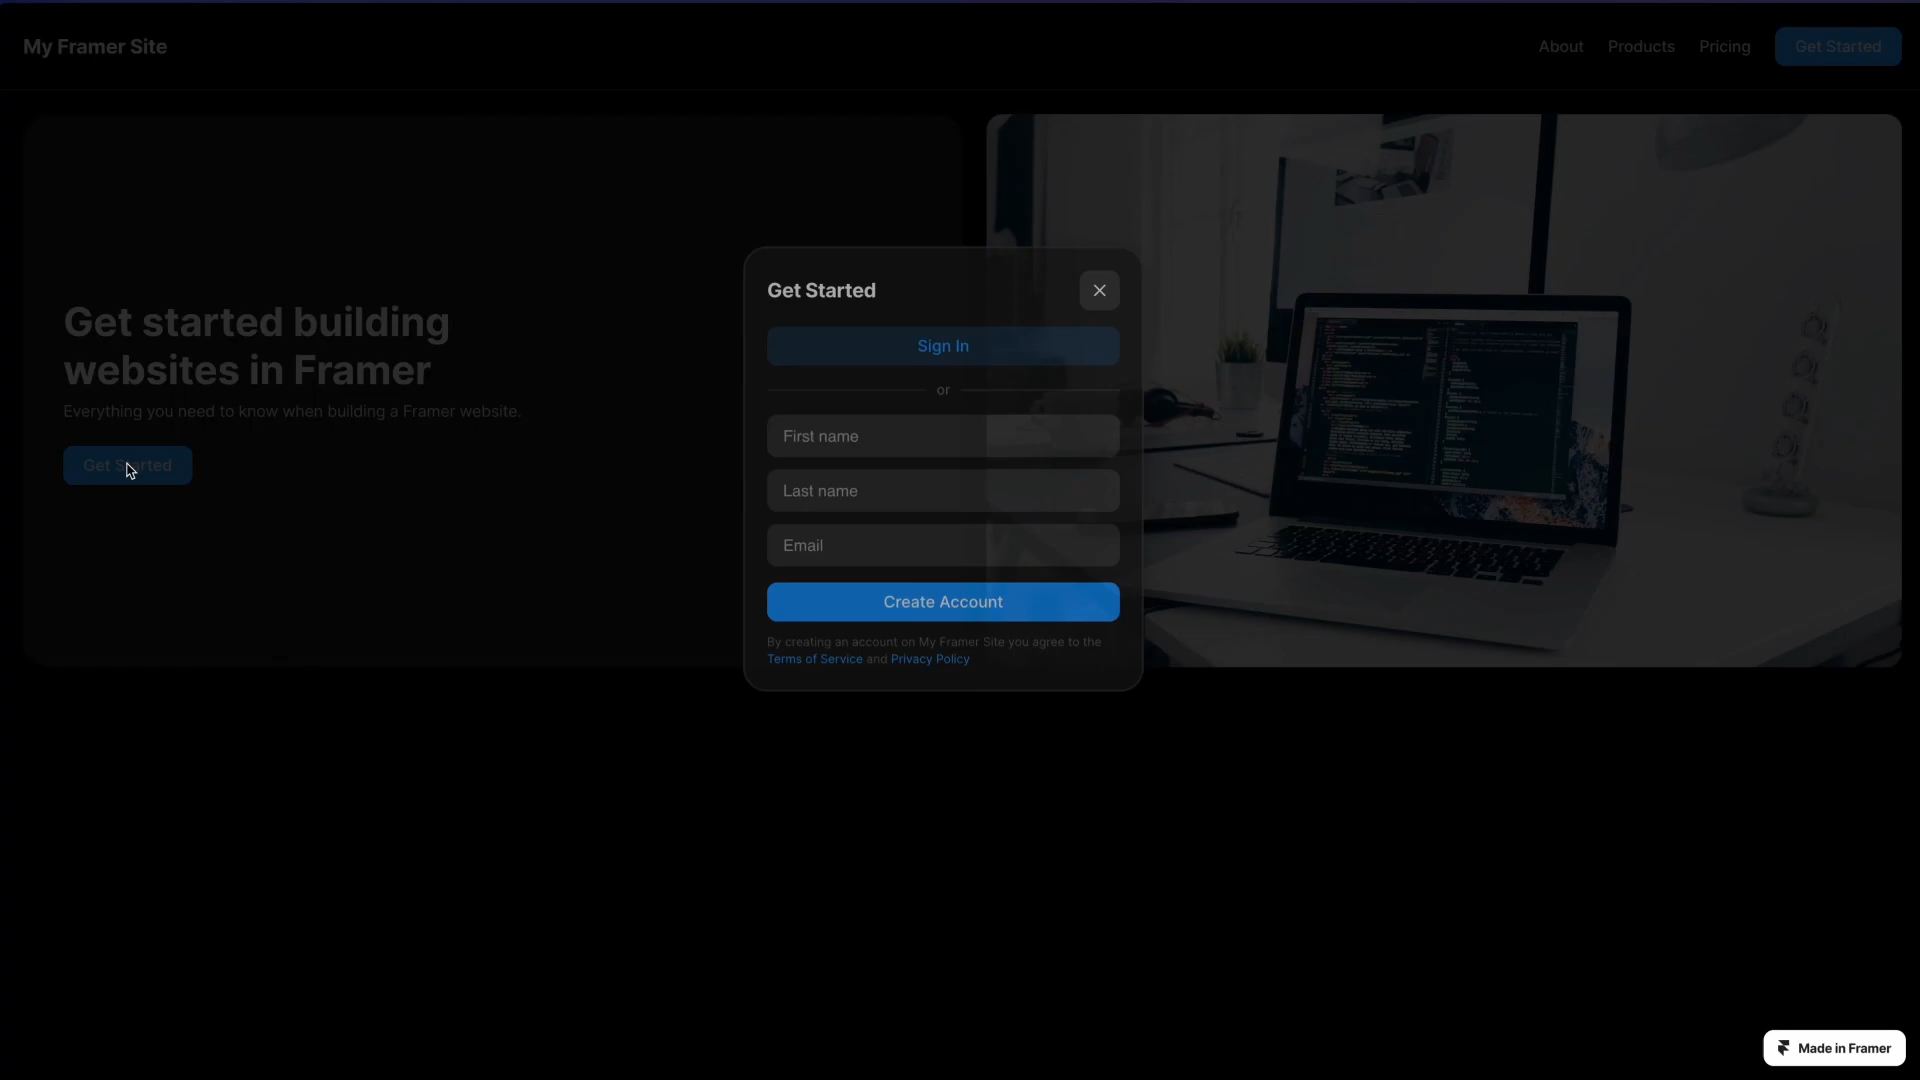 My Framer Site
About
Products
Pricing
Get Started
Get started building
websites in Framer
Everything you need to know when building a Framer website.
Get Started
Get Started
Sign In
or
First name
Last name
Email
Create Account
By creating an account on My Framer Site you agree to the
Terms of Service and Privacy Policy
Made in Framer